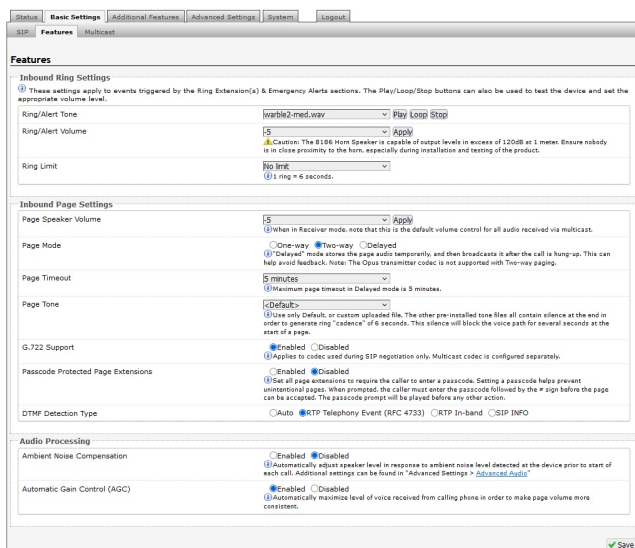 Status Basic Settings Additional Features Advanced Settings System Logout
SIP Features Multicast
Features
Inbound Ring Settings
These settings apply to events triggered by the Ring Extension(s) & Emergency Alerts sections. The Play/Loop/Stop buttons can also be used to test the device and set the
appropriate volume level.
Ring/Alert Tone warble2-med.wav Play Loop Stop
Ring/Alert Volume -5 Apply
Caution: The 8186 Horn Speaker is capable of output levels in excess of 120dB at 1 meter. Ensure nobody
is in close proximity to the horn, especially during installation and testing of the product.
Ring Limit No limit
1 ring = 6 seconds.
Inbound Page Settings
Page Speaker Volume -5 Apply
When in Receiver mode, note that this is the default volume control for all audio received via multicast.
Page Mode One-way Two-way Delayed
"Delayed" mode stores the page audio temporarily, and then broadcasts it after the call is hung-up. This can
help avoid feedback. Note: The Opus transmitter codec is not supported with Two-way paging.
Page Timeout 5 minutes
Maximum page timeout in Delayed mode is 5 minutes.
Page Tone <Default>
Use only Default, or custom uploaded file. The other pre-installed tone files all contain silence at the end in
order to generate ring "cadence" of 6 seconds. This silence will block the voice path for several seconds at the
start of a page.
G.722 Support Enabled Disabled
Applies to codec used during SIP negotiation only. Multicast codec is configured separately.
Passcode Protected Page Extensions Enabled Disabled
Set all page extensions to require the caller to enter a passcode. Setting a passcode helps prevent
unintentional pages. When prompted, the caller must enter the passcode followed by the # sign before the page
can be accepted. The passcode prompt will be played before any other action.
DTMF Detection Type Auto RTP Telephony Event (RFC 4733) RTP In-band SIP INFO
Audio Processing
Ambient Noise Compensation Enabled Disabled
Automatically adjust speaker level in response to ambient noise level detected at the device prior to start of
each call. Additional settings can be found in "Advanced Settings > Advanced Audio"
Automatic Gain Control (AGC) Enabled Disabled
Automatically maximize level of voice received from calling phone in order to make page volume more
consistent.
Save